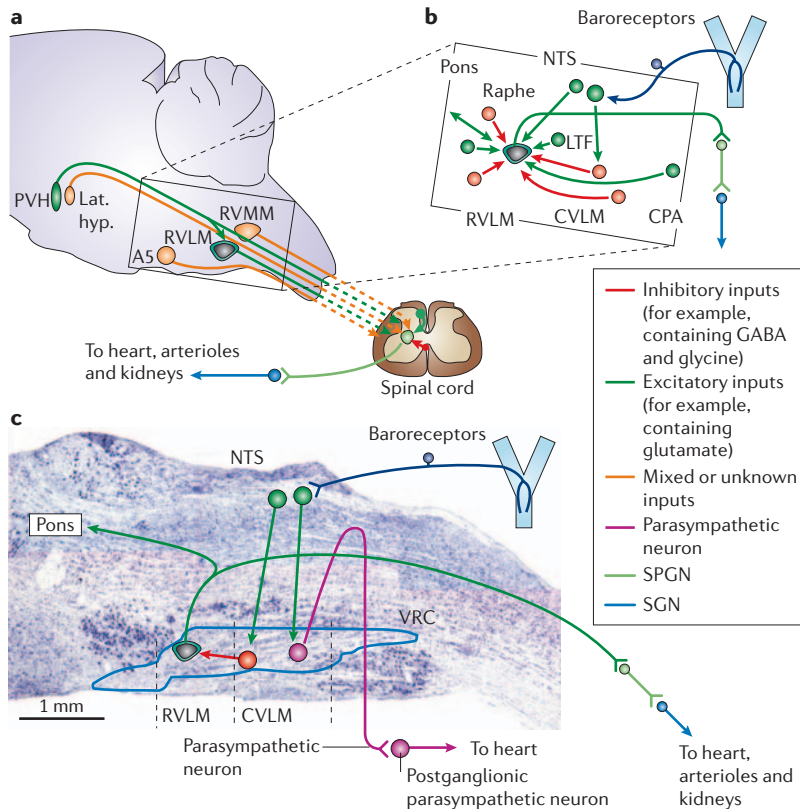 a
PVH
Lat.
hyp.
RVMM
RVLM
A5
To heart, arterioles
and kidneys
Spinal cord
b
Baroreceptors
NTS
Pons
Raphe
LTF
RVLM
CVLM
CPA
Inhibitory inputs
(for example,
containing GABA
and glycine)
Excitatory inputs
(for example,
containing
glutamate)
Mixed or unknown
inputs
Parasympathetic
neuron
SPGN
SGN
c
NTS
Baroreceptors
Pons
VRC
1 mm
RVLM
CVLM
Parasympathetic
neuron
To heart
Postganglionic
parasympathetic neuron
To heart,
arterioles and
kidneys